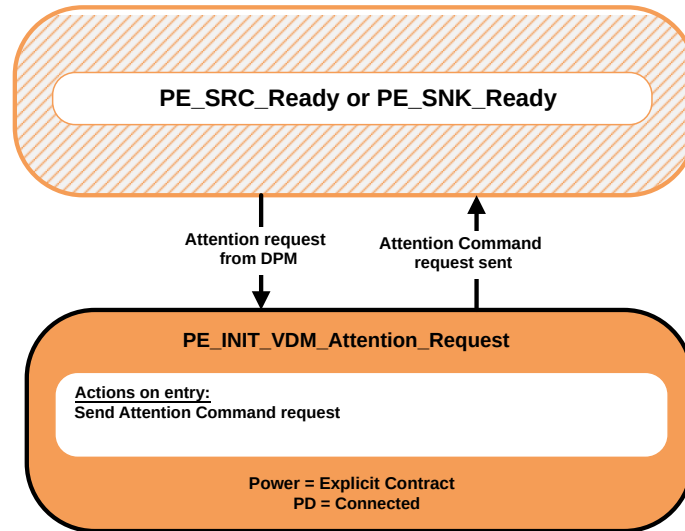 PE_SRC_Ready or PE_SNK_Ready
Attention request
from DPM
Attention Command
request sent
PE_INIT_VDM_Attention_Request
Actions on entry:
Send Attention Command request
Power = Explicit Contract
PD = Connected